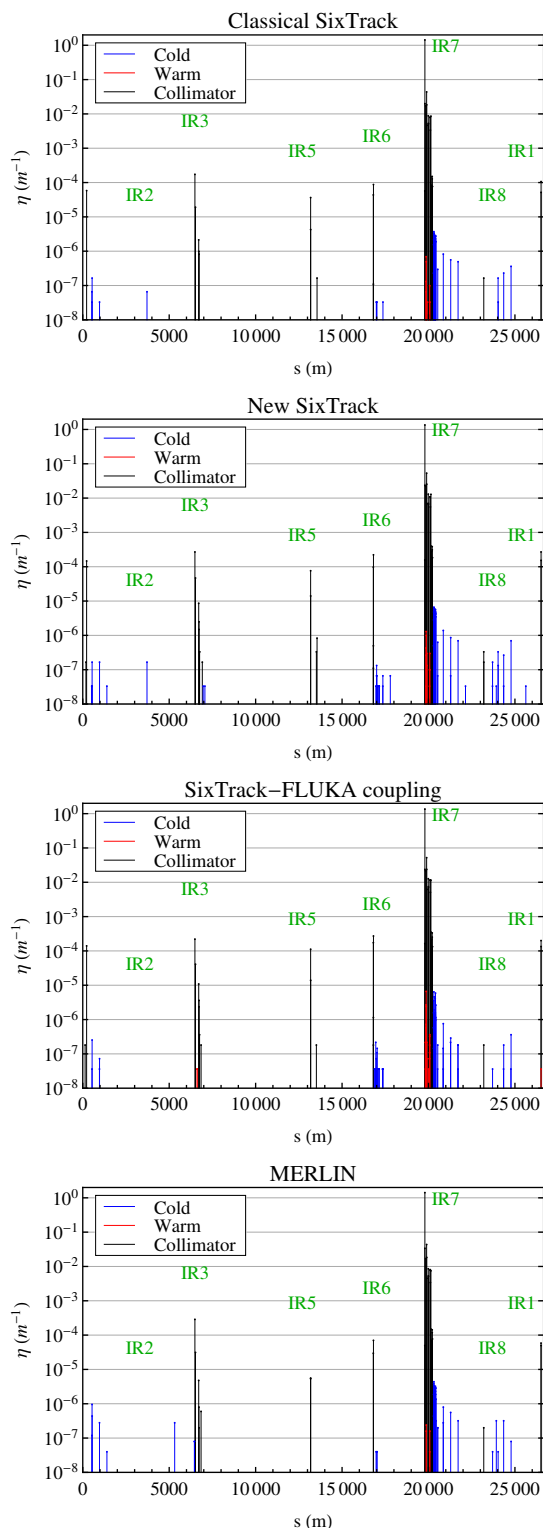 Classical SixTrack
10⁰
10⁻¹
10⁻²
10⁻³
10⁻⁴
10⁻⁵
10⁻⁶
10⁻⁷
10⁻⁸
η (m⁻¹)
Cold
Warm
Collimator
IR7
IR3
IR6
IR5
IR1
IR2
IR8
0 5000 10 000 15 000 20 000 25 000
s (m)
New SixTrack
10⁰
10⁻¹
10⁻²
10⁻³
10⁻⁴
10⁻⁵
10⁻⁶
10⁻⁷
10⁻⁸
η (m⁻¹)
Cold
Warm
Collimator
IR7
IR3
IR6
IR5
IR1
IR2
IR8
0 5000 10 000 15 000 20 000 25 000
s (m)
SixTrack−FLUKA coupling
10⁰
10⁻¹
10⁻²
10⁻³
10⁻⁴
10⁻⁵
10⁻⁶
10⁻⁷
10⁻⁸
η (m⁻¹)
Cold
Warm
Collimator
IR7
IR3
IR6
IR5
IR1
IR2
IR8
0 5000 10 000 15 000 20 000 25 000
s (m)
MERLIN
10⁰
10⁻¹
10⁻²
10⁻³
10⁻⁴
10⁻⁵
10⁻⁶
10⁻⁷
10⁻⁸
η (m⁻¹)
Cold
Warm
Collimator
IR7
IR3
IR6
IR5
IR1
IR2
IR8
0 5000 10 000 15 000 20 000 25 000
s (m)